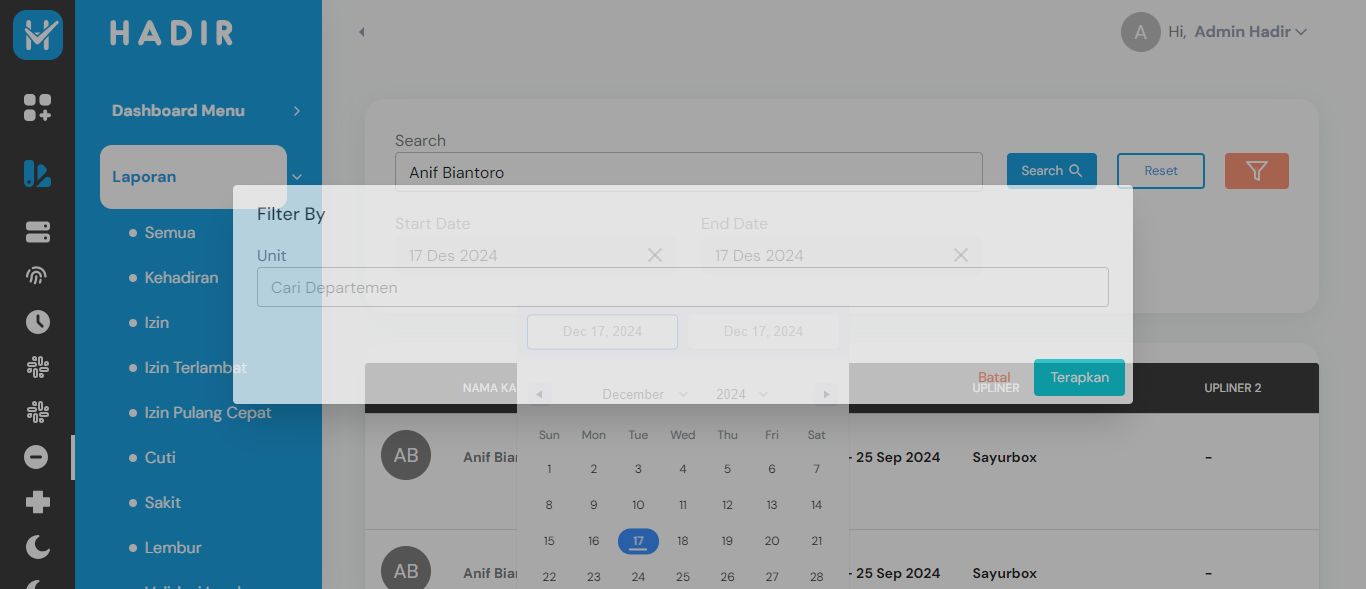 HADIR
Hi, Admin Hadir
A
Dashboard Menu
Laporan
Semua
Kehadiran
Izin
Izin Terlambat
Izin Pulang Cepat
Cuti
Sakit
Lembur
Search
Anif Biantoro
Search
Reset
Filter By
Start Date
End Date
17 Des 2024
17 Des 2024
Unit
Cari Departemen
Dec 17, 2024
Dec 17, 2024
Batal
Terapkan
NAMA KA
UPLINER
UPLINER 2
December
2024
Sun Mon Tue Wed Thu Fri Sat
1 2 3 4 5 6 7
8 9 10 11 12 13 14
15 16 17 18 19 20 21
22 23 24 25 26 27 28
AB
Anif Bian
- 25 Sep 2024
Sayurbox
-
AB
Anif Bian
- 25 Sep 2024
Sayurbox
-